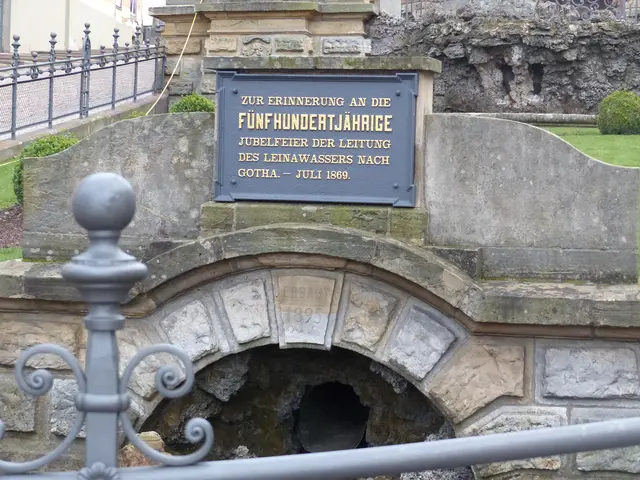 ZUR ERINNERUNG AN DIE
FÜNFHUNDERTJÄHRIGE
JUBELFEIER DER LEITUNG
DES LEINAWASSERS NACH
GOTHA. — JULI 1869.